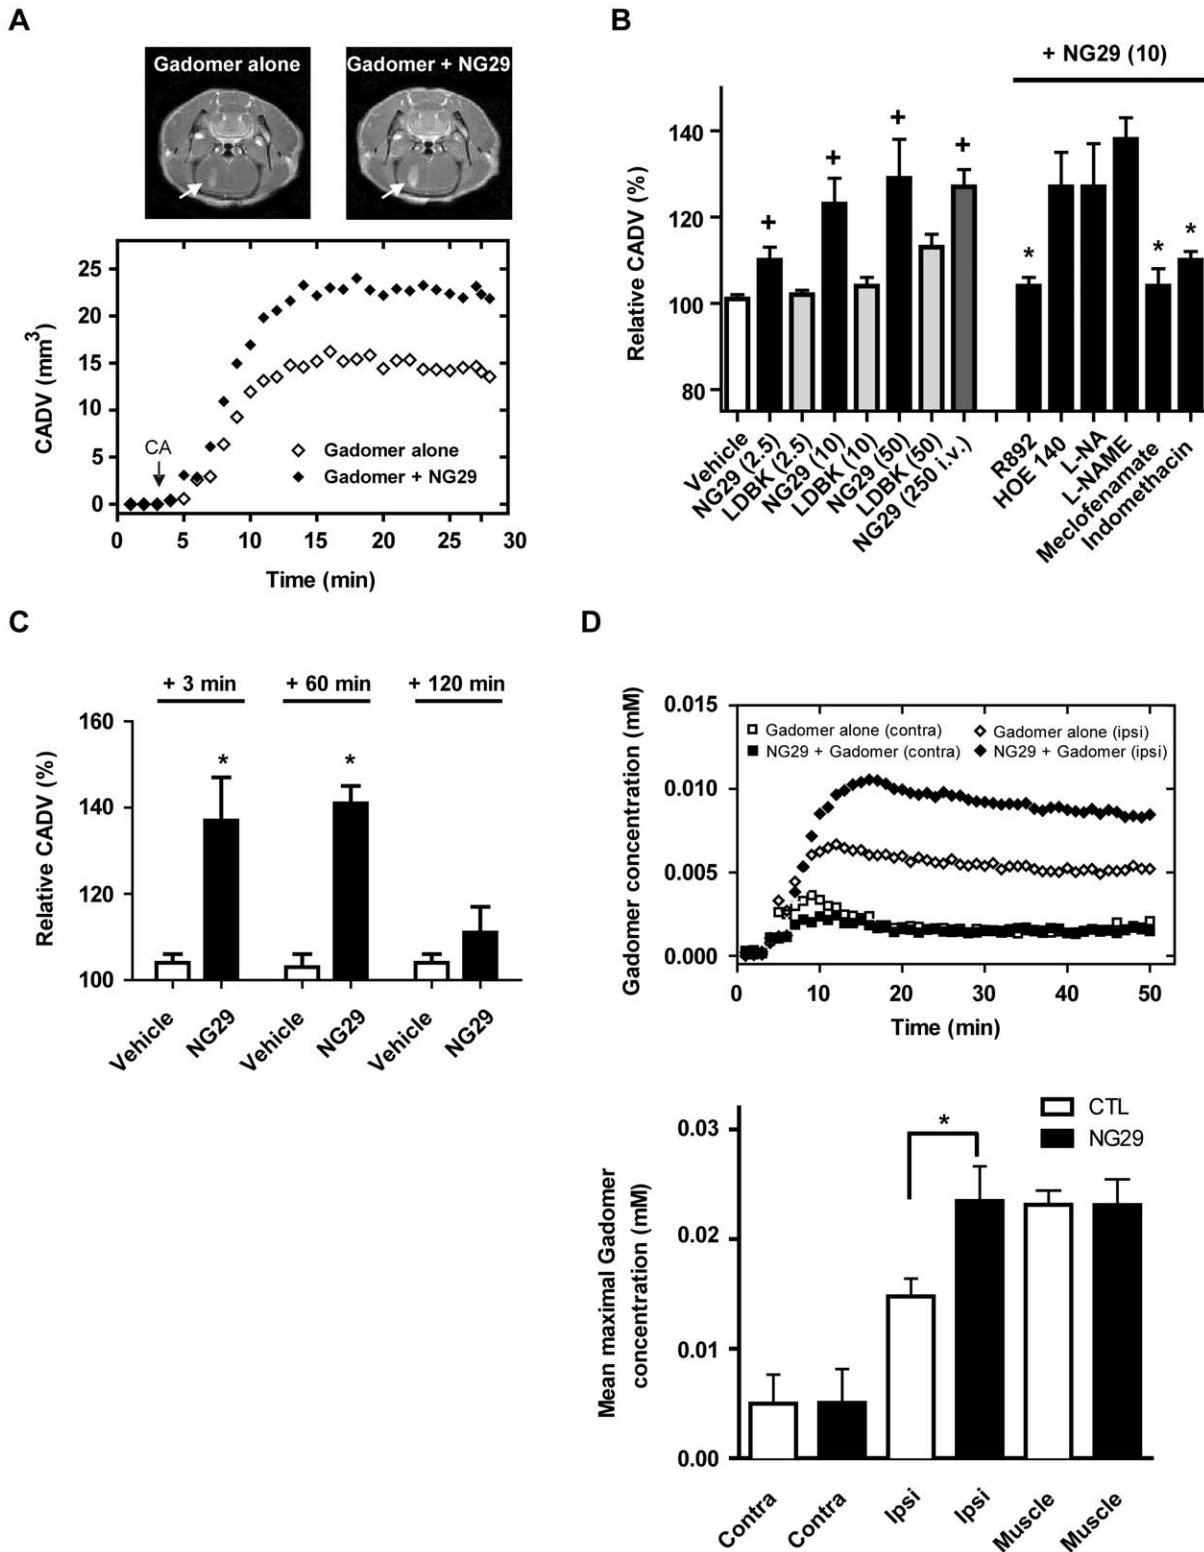 A
Gadomer alone
Gadomer + NG29
CADV (mm³)
25
20
15
10
5
0
CA
Gadomer alone
Gadomer + NG29
0 5 10 15 20 25 30
Time (min)
B
+ NG29 (10)
Relative CADV (%)
140
120
100
80
+ + + +
* * *
Vehicle
NG29 (2.5)
LDBK (2.5)
NG29 (10)
LDBK (10)
NG29 (50)
LDBK (50)
NG29 (250 i.v.)
R892
HOE 140
L-NA
L-NAME
Meclofenamate
Indomethacin
C
+ 3 min + 60 min + 120 min
Relative CADV (%)
160
140
120
100
* *
Vehicle
NG29
Vehicle
NG29
Vehicle
NG29
D
Gadomer concentration (mM)
0.015
0.010
0.005
0.000
Gadomer alone (contra)
Gadomer alone (ipsi)
NG29 + Gadomer (contra)
NG29 + Gadomer (ipsi)
0 10 20 30 40 50
Time (min)
Mean maximal Gadomer
concentration (mM)
0.03
0.02
0.01
0.00
CTL
NG29
*
Contra
Contra
Ipsi
Ipsi
Muscle
Muscle